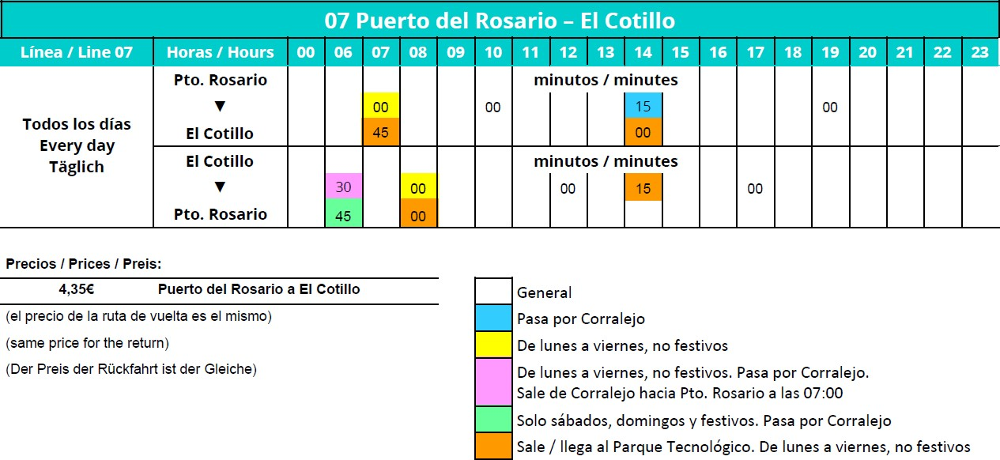 07 Puerto del Rosario – El Cotillo
Línea / Line 07 Horas / Hours 00 06 07 08 09 10 11 12 13 14 15 16 17 18 19 20 21 22 23
Todos los días
Every day
Täglich
Pto. Rosario minutos / minutes
▼ 00 00 15 00
El Cotillo 45 00
El Cotillo minutos / minutes
▼ 30 00 00 15 00
Pto. Rosario 45 00
Precios / Prices / Preis:
4,35€ Puerto del Rosario a El Cotillo
(el precio de la ruta de vuelta es el mismo)
(same price for the return)
(Der Preis der Rückfahrt ist der Gleiche)
General
Pasa por Corralejo
De lunes a viernes, no festivos
De lunes a viernes, no festivos. Pasa por Corralejo.
Sale de Corralejo hacia Pto. Rosario a las 07:00
Solo sábados, domingos y festivos. Pasa por Corralejo
Sale / llega al Parque Tecnológico. De lunes a viernes, no festivos